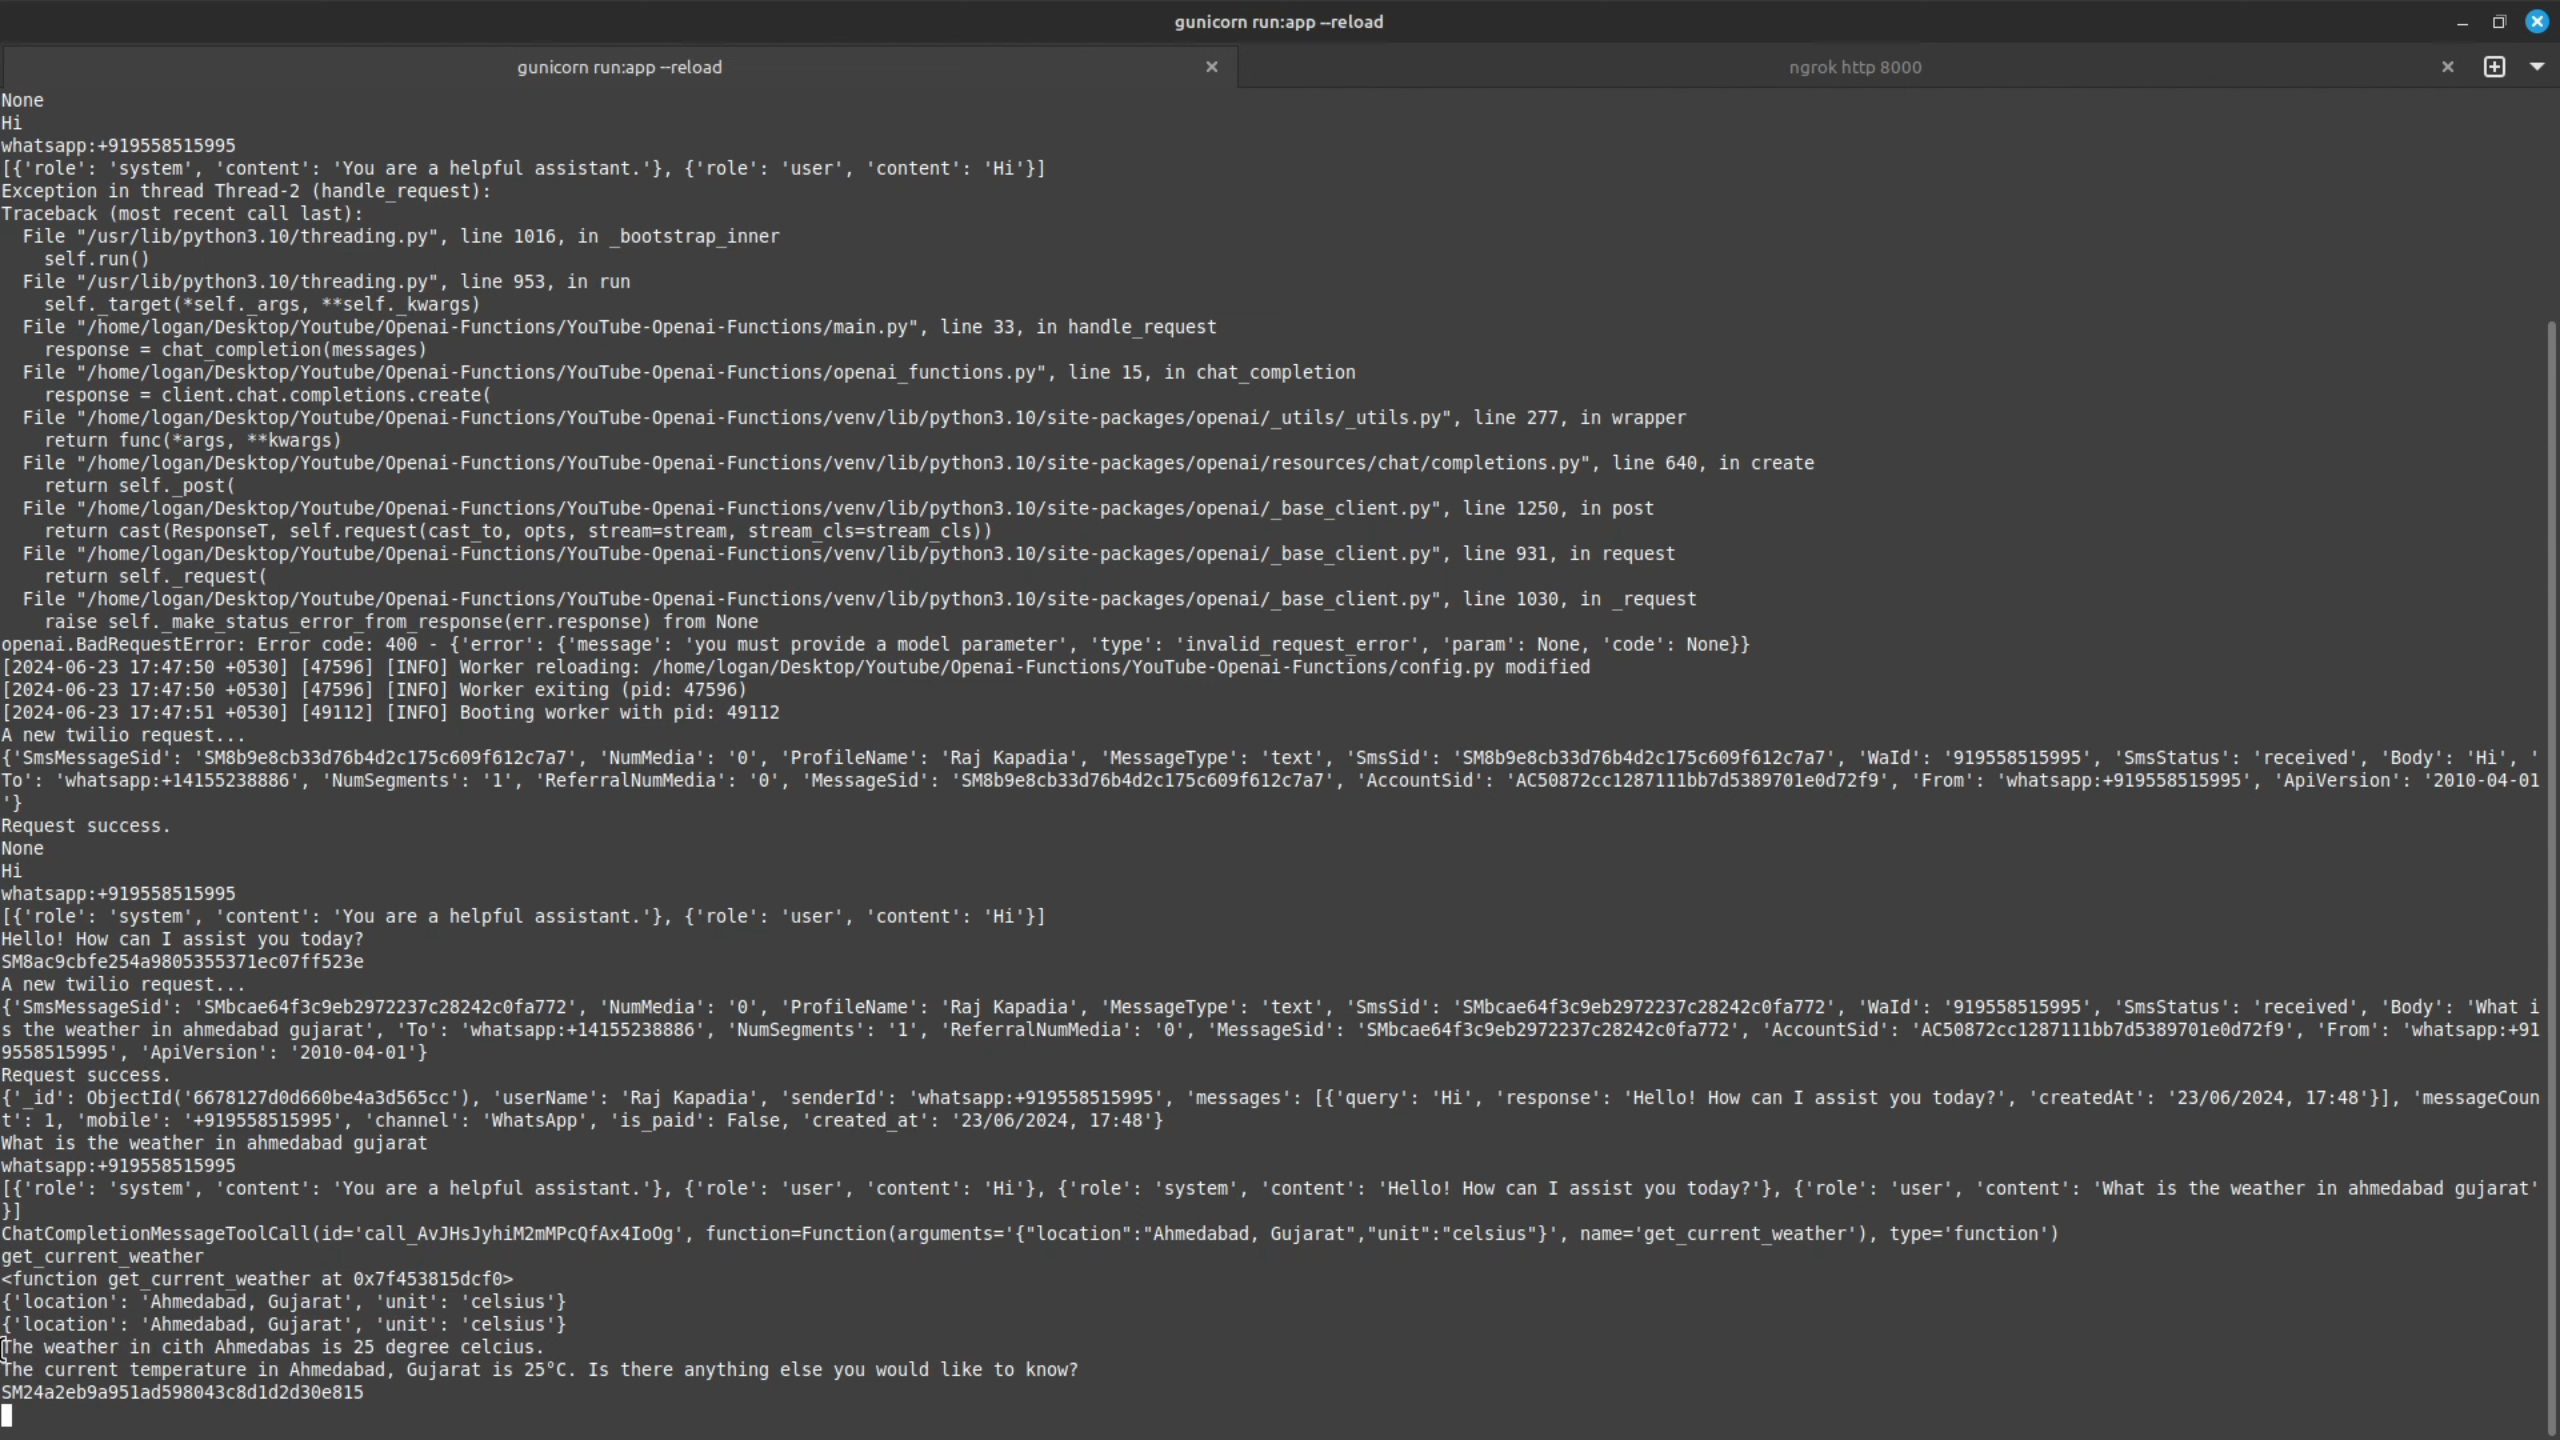 gunicorn run:app --reload
gunicorn run:app --reload
ngrok http 8000
None
Hi
whatsapp:+919558515995
[{'role': 'system', 'content': 'You are a helpful assistant.'}, {'role': 'user', 'content': 'Hi'}]
Exception in thread Thread-2 (handle_request):
Traceback (most recent call last):
  File "/usr/lib/python3.10/threading.py", line 1016, in _bootstrap_inner
    self.run()
  File "/usr/lib/python3.10/threading.py", line 953, in run
    self._target(*self._args, **self._kwargs)
  File "/home/logan/Desktop/Youtube/Openai-Functions/YouTube-Openai-Functions/main.py", line 33, in handle_request
    response = chat_completion(messages)
  File "/home/logan/Desktop/Youtube/Openai-Functions/YouTube-Openai-Functions/openai_functions.py", line 15, in chat_completion
    response = client.chat.completions.create(
  File "/home/logan/Desktop/Youtube/Openai-Functions/YouTube-Openai-Functions/venv/lib/python3.10/site-packages/openai/_utils/_utils.py", line 277, in wrapper
    return func(*args, **kwargs)
  File "/home/logan/Desktop/Youtube/Openai-Functions/YouTube-Openai-Functions/venv/lib/python3.10/site-packages/openai/resources/chat/completions.py", line 640, in create
    return self._post(
  File "/home/logan/Desktop/Youtube/Openai-Functions/YouTube-Openai-Functions/venv/lib/python3.10/site-packages/openai/_base_client.py", line 1250, in post
    return cast(ResponseT, self.request(cast_to, opts, stream=stream, stream_cls=stream_cls))
  File "/home/logan/Desktop/Youtube/Openai-Functions/YouTube-Openai-Functions/venv/lib/python3.10/site-packages/openai/_base_client.py", line 931, in request
    return self._request(
  File "/home/logan/Desktop/Youtube/Openai-Functions/YouTube-Openai-Functions/venv/lib/python3.10/site-packages/openai/_base_client.py", line 1030, in _request
    raise self._make_status_error_from_response(err.response) from None
openai.BadRequestError: Error code: 400 - {'error': {'message': 'you must provide a model parameter', 'type': 'invalid_request_error', 'param': None, 'code': None}}
[2024-06-23 17:47:50 +0530] [47596] [INFO] Worker reloading: /home/logan/Desktop/Youtube/Openai-Functions/YouTube-Openai-Functions/config.py modified
[2024-06-23 17:47:50 +0530] [47596] [INFO] Worker exiting (pid: 47596)
[2024-06-23 17:47:51 +0530] [49112] [INFO] Booting worker with pid: 49112
A new twilio request...
{'SmsMessageSid': 'SM8b9e8cb33d76b4d2c175c609f612c7a7', 'NumMedia': '0', 'ProfileName': 'Raj Kapadia', 'MessageType': 'text', 'SmsSid': 'SM8b9e8cb33d76b4d2c175c609f612c7a7', 'WaId': '919558515995', 'SmsStatus': 'received', 'Body': 'Hi', '
To': 'whatsapp:+14155238886', 'NumSegments': '1', 'ReferralNumMedia': '0', 'MessageSid': 'SM8b9e8cb33d76b4d2c175c609f612c7a7', 'AccountSid': 'AC50872cc1287111bb7d5389701e0d72f9', 'From': 'whatsapp:+919558515995', 'ApiVersion': '2010-04-01
'}
Request success.
None
Hi
whatsapp:+919558515995
[{'role': 'system', 'content': 'You are a helpful assistant.'}, {'role': 'user', 'content': 'Hi'}]
Hello! How can I assist you today?
SM8ac9cbfe254a9805355371ec07ff523e
A new twilio request...
{'SmsMessageSid': 'SMbcae64f3c9eb2972237c28242c0fa772', 'NumMedia': '0', 'ProfileName': 'Raj Kapadia', 'MessageType': 'text', 'SmsSid': 'SMbcae64f3c9eb2972237c28242c0fa772', 'WaId': '919558515995', 'SmsStatus': 'received', 'Body': 'What i
s the weather in ahmedabad gujarat', 'To': 'whatsapp:+14155238886', 'NumSegments': '1', 'ReferralNumMedia': '0', 'MessageSid': 'SMbcae64f3c9eb2972237c28242c0fa772', 'AccountSid': 'AC50872cc1287111bb7d5389701e0d72f9', 'From': 'whatsapp:+91
9558515995', 'ApiVersion': '2010-04-01'}
Request success.
{'_id': ObjectId('6678127d0d660be4a3d565cc'), 'userName': 'Raj Kapadia', 'senderId': 'whatsapp:+919558515995', 'messages': [{'query': 'Hi', 'response': 'Hello! How can I assist you today?', 'createdAt': '23/06/2024, 17:48'}], 'messageCoun
t': 1, 'mobile': '+919558515995', 'channel': 'WhatsApp', 'is_paid': False, 'created_at': '23/06/2024, 17:48'}
What is the weather in ahmedabad gujarat
whatsapp:+919558515995
[{'role': 'system', 'content': 'You are a helpful assistant.'}, {'role': 'user', 'content': 'Hi'}, {'role': 'system', 'content': 'Hello! How can I assist you today?'}, {'role': 'user', 'content': 'What is the weather in ahmedabad gujarat'
}]
ChatCompletionMessageToolCall(id='call_AvJHsJyhiM2mMPcQfAx4IoOg', function=Function(arguments='{"location":"Ahmedabad, Gujarat","unit":"celsius"}', name='get_current_weather'), type='function')
get_current_weather
<function get_current_weather at 0x7f453815dcf0>
{'location': 'Ahmedabad, Gujarat', 'unit': 'celsius'}
{'location': 'Ahmedabad, Gujarat', 'unit': 'celsius'}
The weather in cith Ahmedabas is 25 degree celcius.
The current temperature in Ahmedabad, Gujarat is 25°C. Is there anything else you would like to know?
SM24a2eb9a951ad598043c8d1d2d30e815